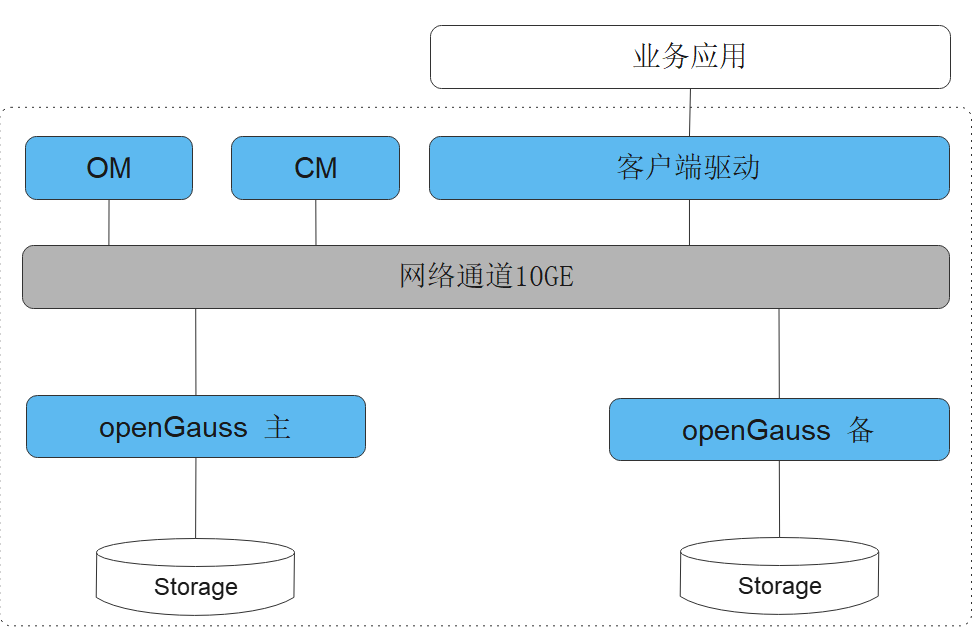 业务应用
OM
CM
客户端驱动
网络通道10GE
openGauss 主
openGauss 备
Storage
Storage